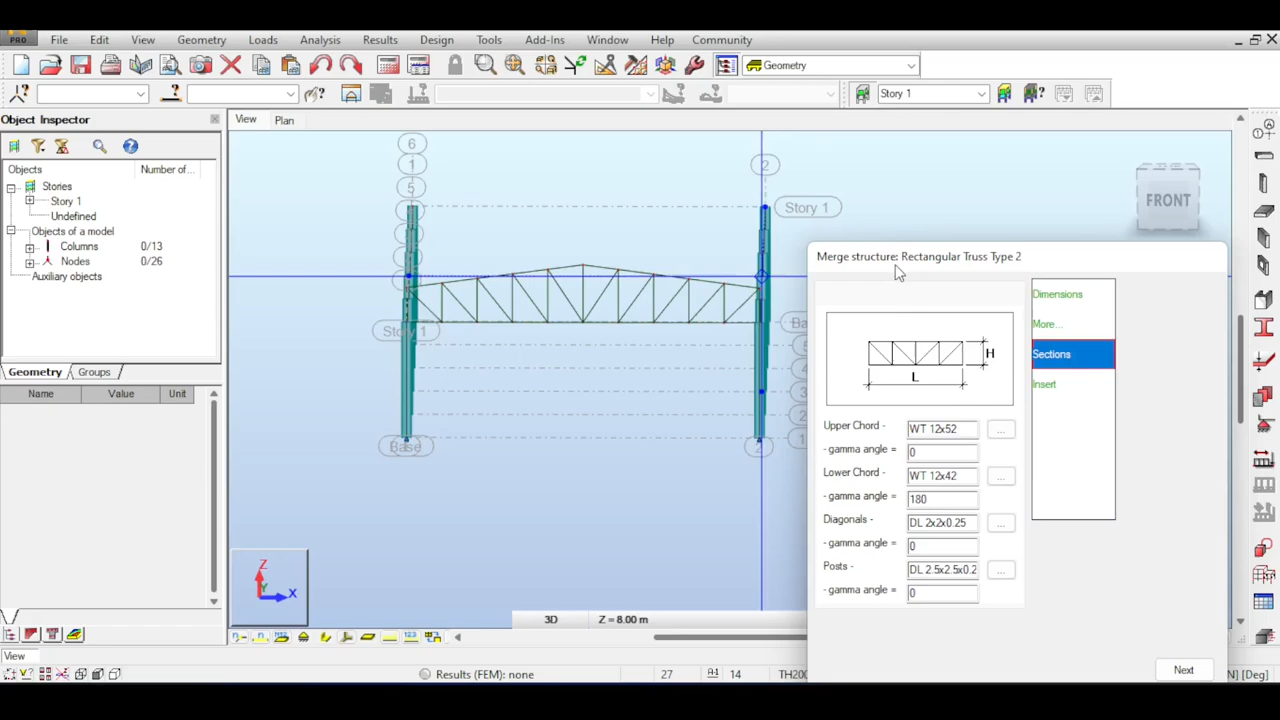 PRO File Edit View Geometry Loads Analysis Results Design Tools Add-Ins Window Help Community
Geometry
Story 1
Object Inspector
View Plan
Objects Number of...
Stories
Story 1
Undefined
Objects of a model
Columns 0/13
Nodes 0/26
Auxiliary objects
Geometry Groups
Name Value Unit
6
1
5
2
Story 1
FRONT
Story 1
Base
2
Z
X
3D Z = 8.00 m
Merge structure: Rectangular Truss Type 2
H
L
Dimensions
More...
Sections
Insert
Upper Chord - WT 12x52 ...
- gamma angle = 0
Lower Chord - WT 12x42 ...
- gamma angle = 180
Diagonals - DL 2x2x0.25 ...
- gamma angle = 0
Posts - DL 2.5x2.5x0.2 ...
- gamma angle = 0
Next
View
Results (FEM): none 27 14 [Deg]